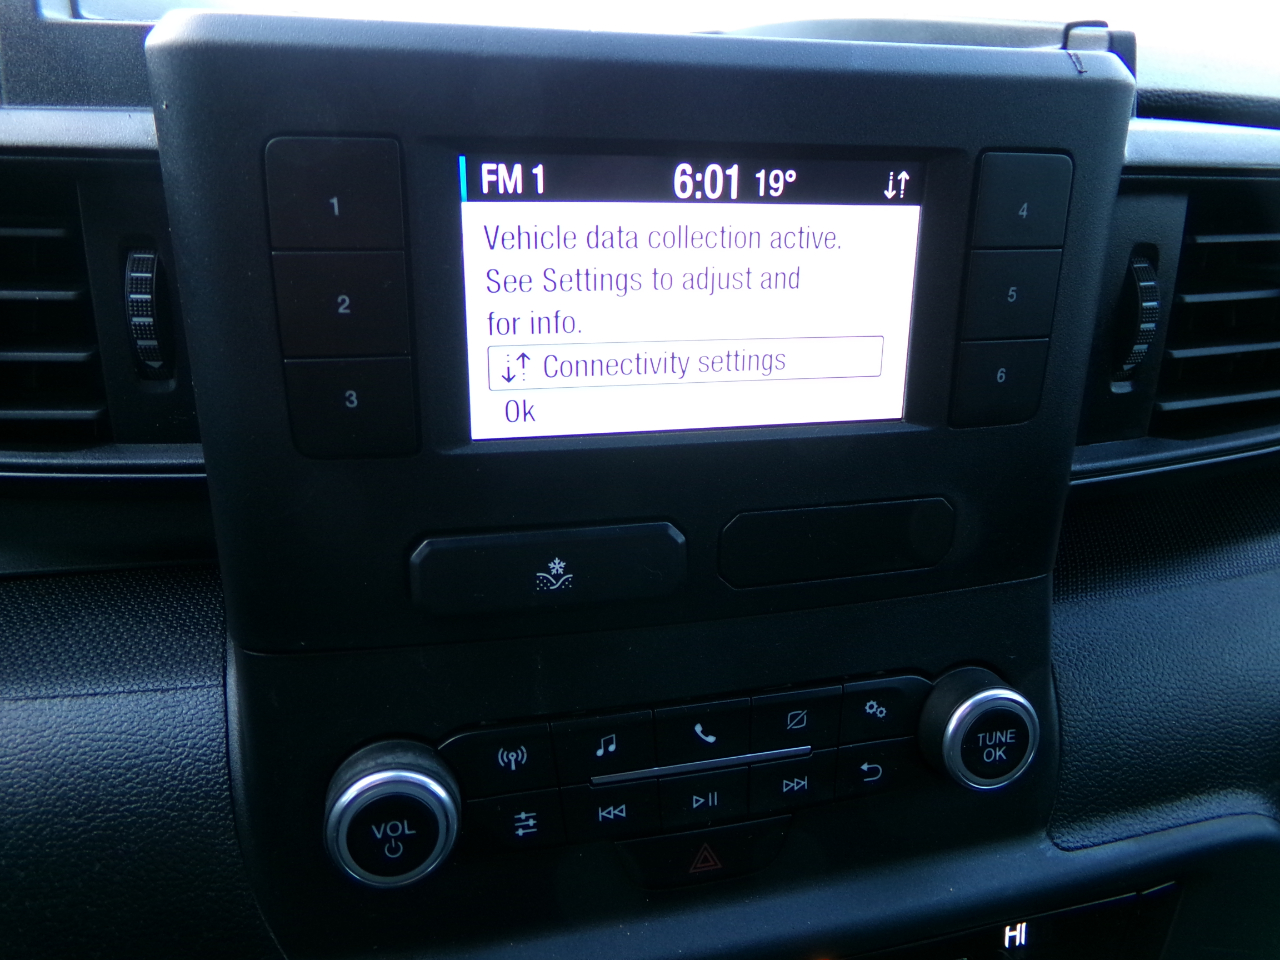 FM 1 6:01 19°
Vehicle data collection active.
See Settings to adjust and
for info.
Connectivity settings
Ok
1
2
3
4
5
6
TUNE
OK
VOL
HI